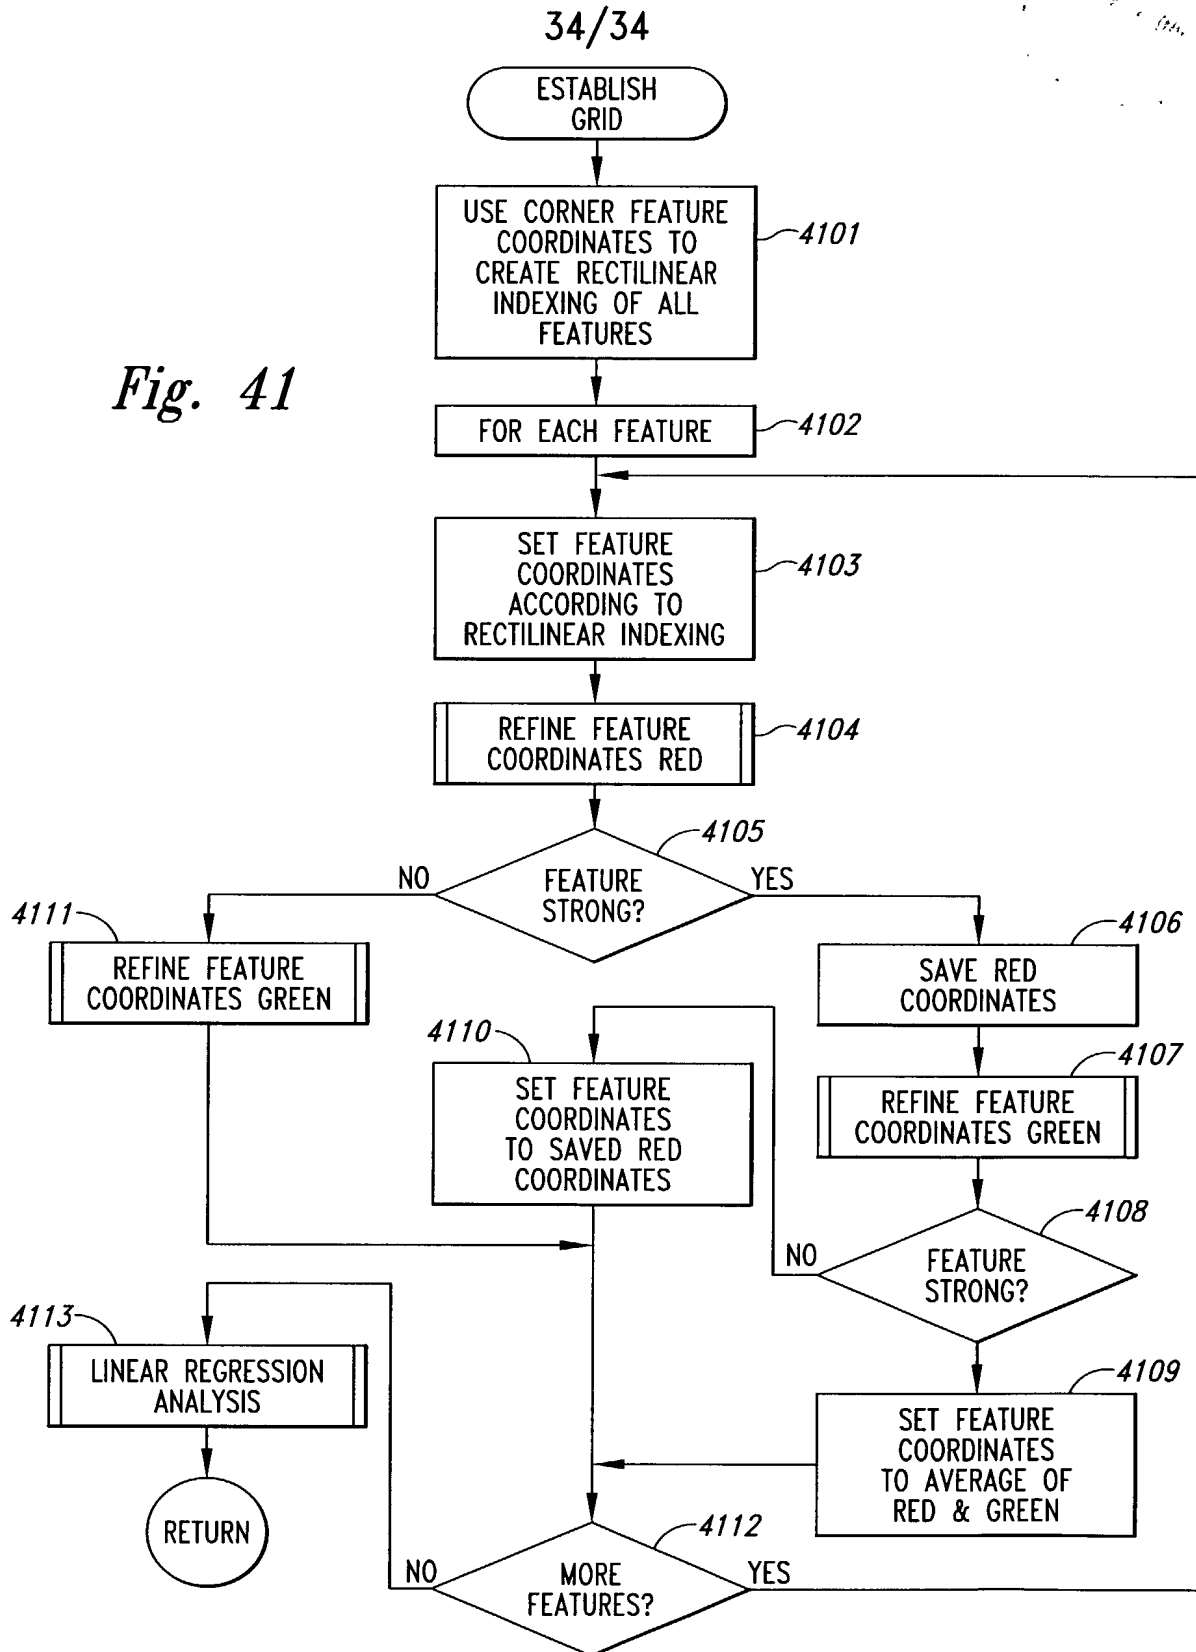 34/34
ESTABLISH
GRID
USE CORNER FEATURE
COORDINATES TO
CREATE RECTILINEAR
INDEXING OF ALL
FEATURES
4101
Fig. 41
FOR EACH FEATURE
4102
SET FEATURE
COORDINATES
ACCORDING TO
RECTILINEAR INDEXING
4103
REFINE FEATURE
COORDINATES RED
4104
4105
NO
FEATURE
STRONG?
YES
4111
REFINE FEATURE
COORDINATES GREEN
4106
SAVE RED
COORDINATES
4110
SET FEATURE
COORDINATES
TO SAVED RED
COORDINATES
4107
REFINE FEATURE
COORDINATES GREEN
4108
NO
FEATURE
STRONG?
4113
LINEAR REGRESSION
ANALYSIS
4109
SET FEATURE
COORDINATES
TO AVERAGE OF
RED & GREEN
RETURN
4112
NO
MORE
FEATURES?
YES